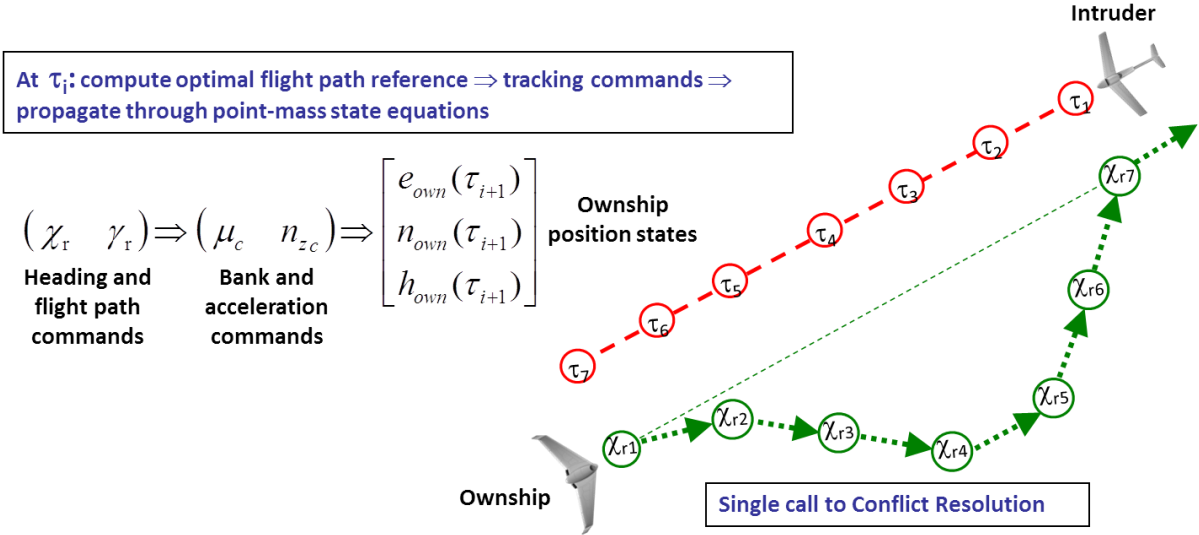 Intruder
At τi: compute optimal flight path reference ⇒ tracking commands ⇒
propagate through point-mass state equations
τ1
τ2
τ3
τ4
τ5
τ6
τ7
(χr γr) ⇒ (μc nzc) ⇒ [eown(τi+1)
nown(τi+1)
hown(τi+1)]
Ownship
position states
Heading and
flight path
commands
Bank and
acceleration
commands
χr7
χr6
χr5
χr1
χr2
χr3
χr4
Ownship
Single call to Conflict Resolution